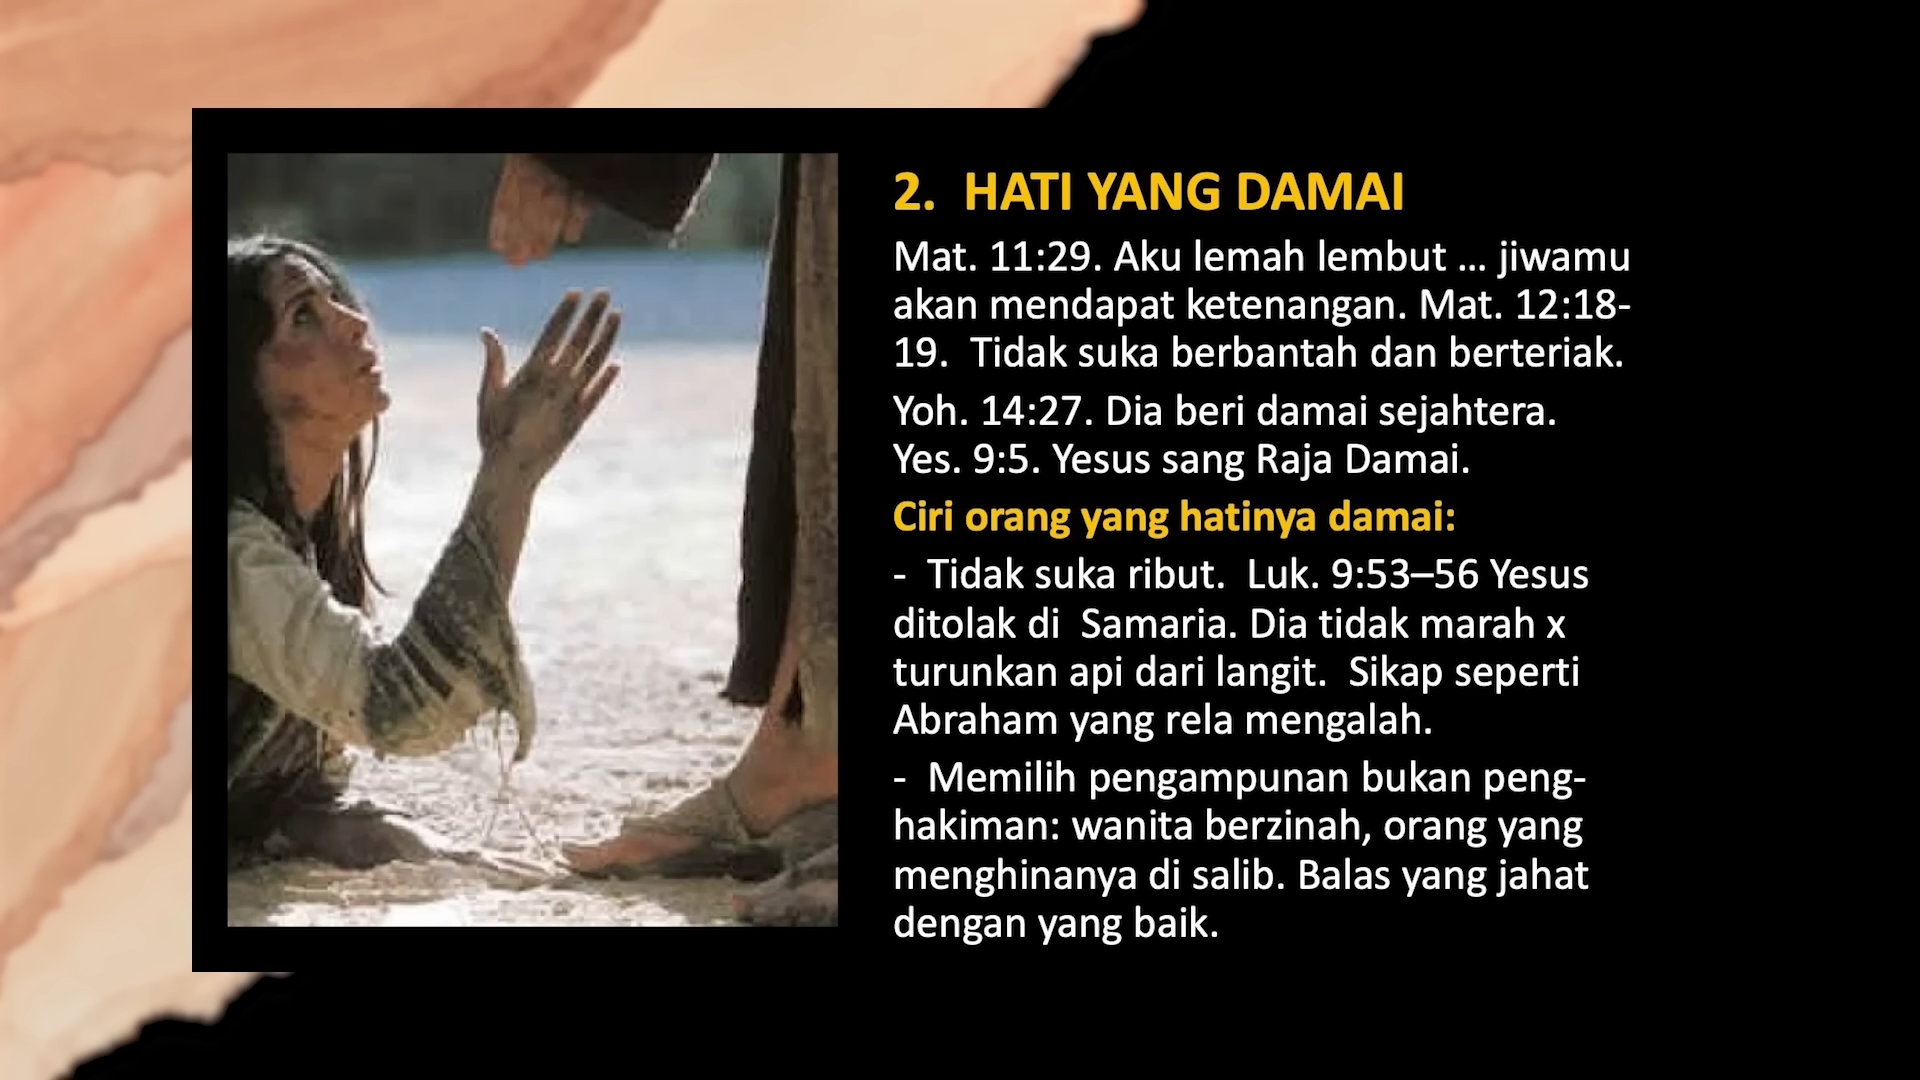 2.  HATI YANG DAMAI
Mat. 11:29. Aku lemah lembut ... jiwamu
akan mendapat ketenangan. Mat. 12:18-
19.  Tidak suka berbantah dan berteriak.
Yoh. 14:27. Dia beri damai sejahtera.
Yes. 9:5. Yesus sang Raja Damai.
Ciri orang yang hatinya damai:
-  Tidak suka ribut.  Luk. 9:53–56 Yesus
ditolak di  Samaria. Dia tidak marah x
turunkan api dari langit.  Sikap seperti
Abraham yang rela mengalah.
-  Memilih pengampunan bukan peng-
hakiman: wanita berzinah, orang yang
menghinanya di salib. Balas yang jahat
dengan yang baik.